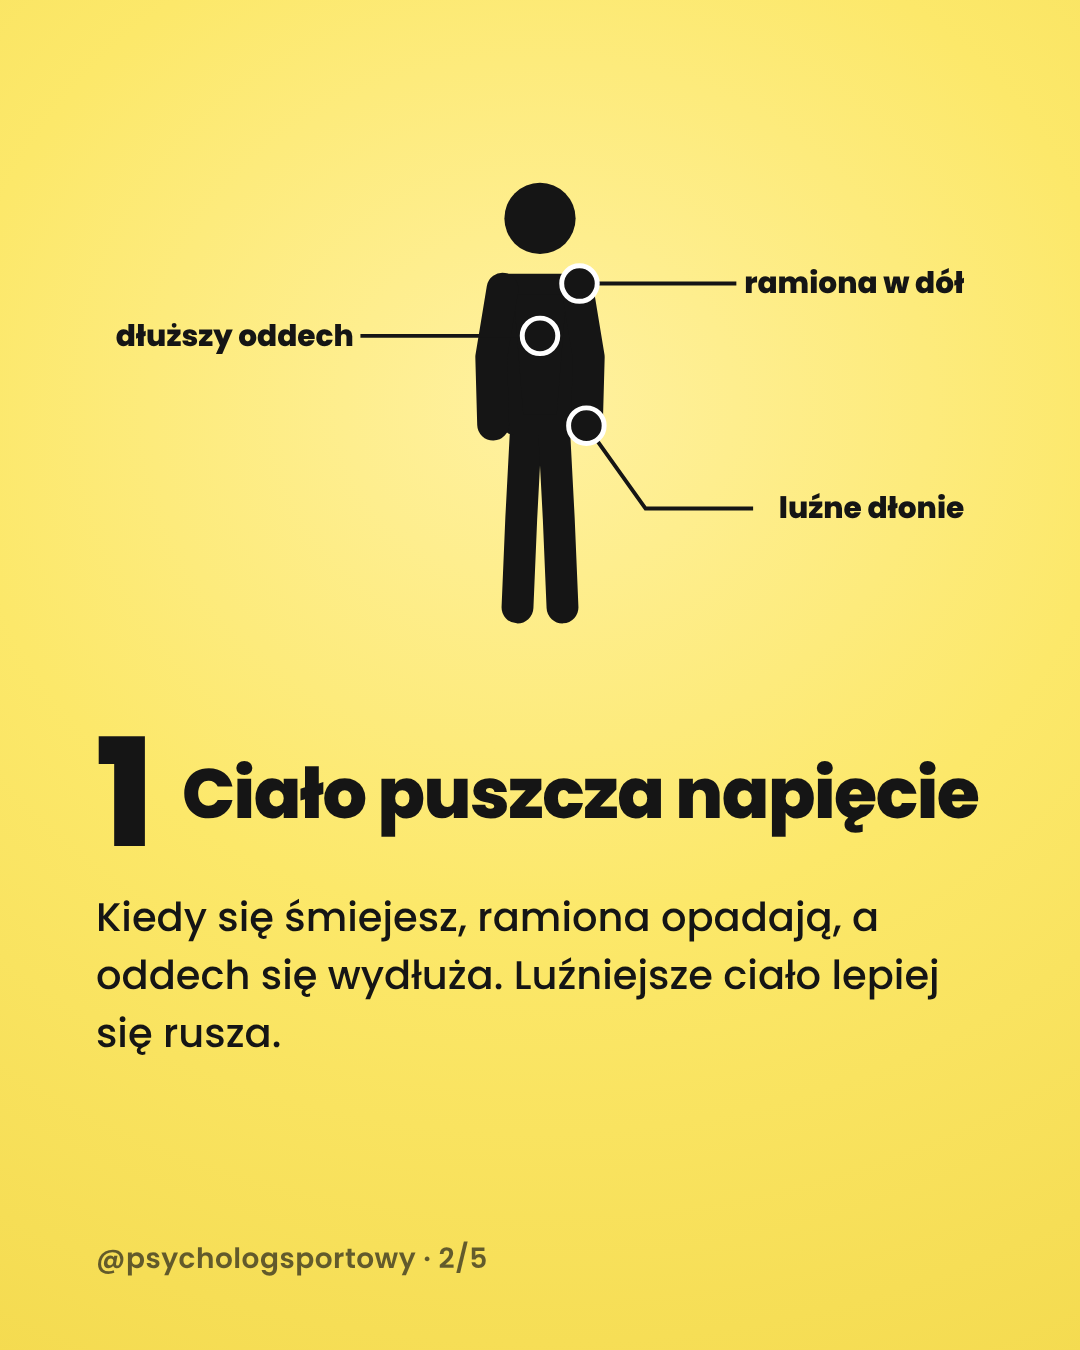 ramiona w dół
dłuższy oddech
luźne dłonie
1 Ciało puszcza napięcie
Kiedy się śmiejesz, ramiona opadają, a
oddech się wydłuża. Luźniejsze ciało lepiej
się rusza.
@psychologsportowy · 2/5